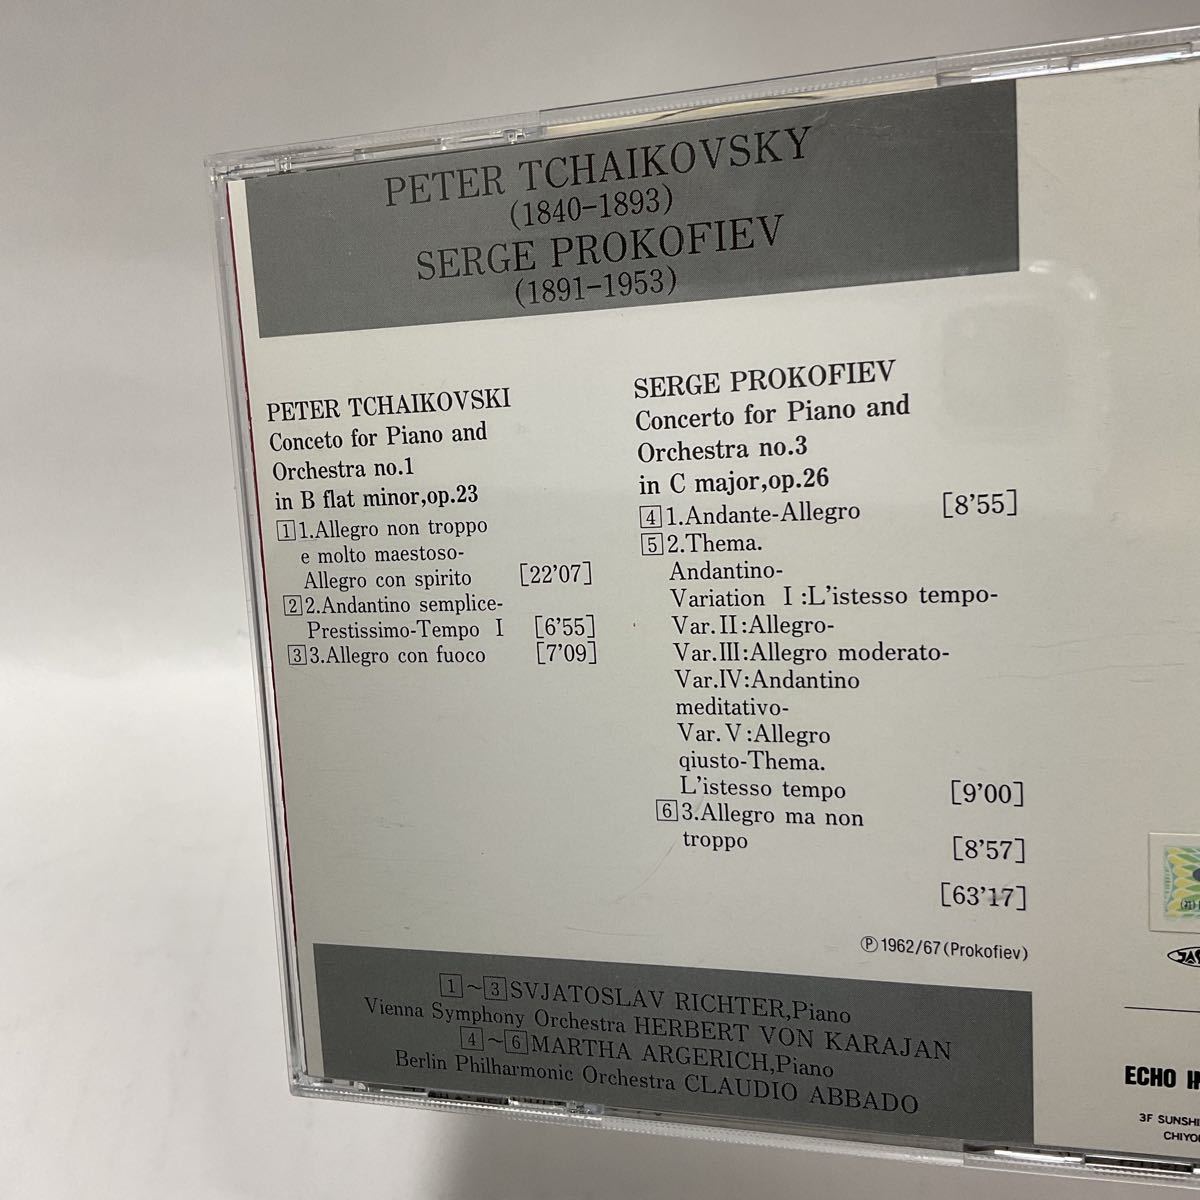 PETER TCHAIKOVSKY
(1840-1893)
SERGE PROKOFIEV
(1891-1953)
PETER TCHAIKOVSKI
Conceto for Piano and
Orchestra no.1
in B flat minor,op.23
1 1.Allegro non troppo
e molto maestoso-
Allegro con spirito [22'07]
2 2.Andantino semplice-
Prestissimo-Tempo I [6'55]
3 3.Allegro con fuoco [7'09]
SERGE PROKOFIEV
Concerto for Piano and
Orchestra no.3
in C major,op.26
4 1.Andante-Allegro [8'55]
5 2.Thema.
Andantino-
Variation I:L'istesso tempo-
Var.II:Allegro-
Var.III:Allegro moderato-
Var.IV:Andantino
meditativo-
Var.V:Allegro
qiusto-Thema.
L'istesso tempo [9'00]
6 3.Allegro ma non
troppo [8'57]
[63'17]
Ⓟ1962/67(Prokofiev)
1~3 SVJATOSLAV RICHTER,Piano
Vienna Symphony Orchestra HERBERT VON KARAJAN
4~6 MARTHA ARGERICH,Piano
Berlin Philharmonic Orchestra CLAUDIO ABBADO
ECHO
3F